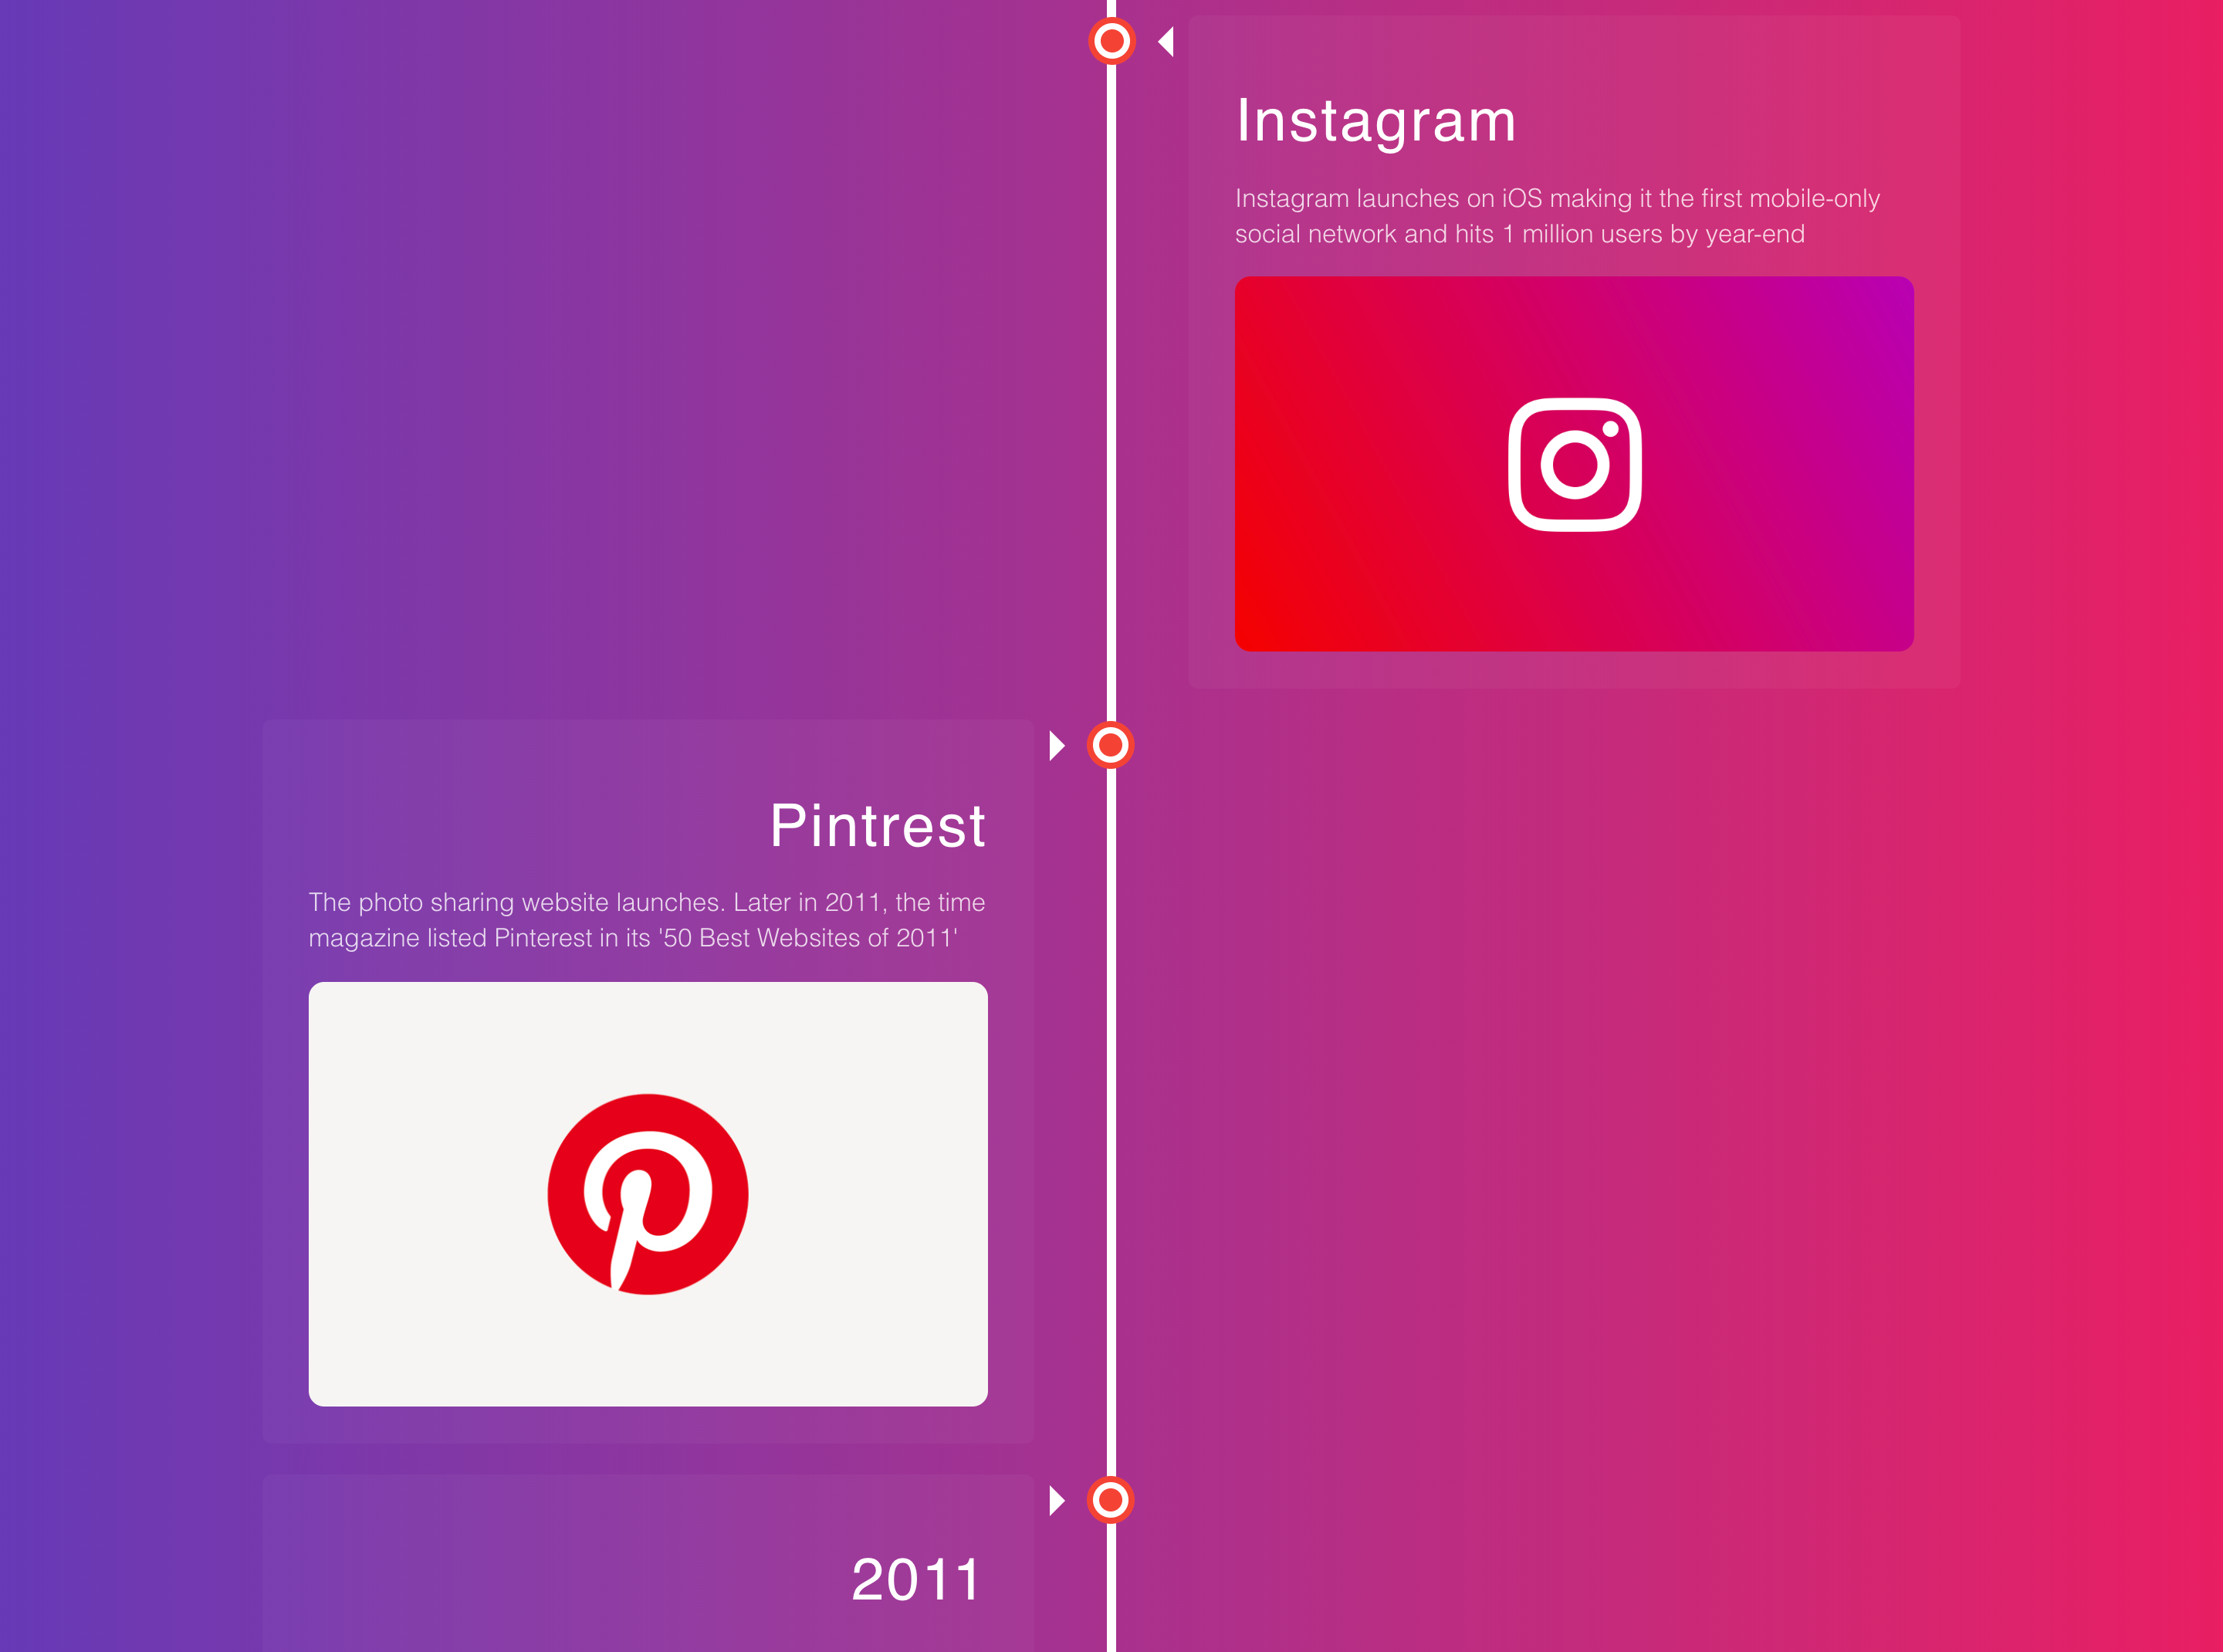 Instagram
Instagram launches on iOS making it the first mobile-only
social network and hits 1 million users by year-end
Pintrest
The photo sharing website launches. Later in 2011, the time
magazine listed Pinterest in its '50 Best Websites of 2011'
2011